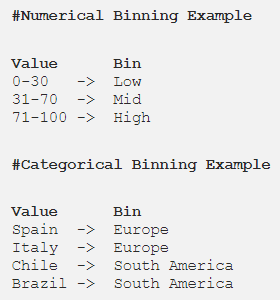 #Numerical Binning Example
Value Bin
0-30 -> Low
31-70 -> Mid
71-100 -> High
#Categorical Binning Example
Value Bin
Spain -> Europe
Italy -> Europe
Chile -> South America
Brazil -> South America